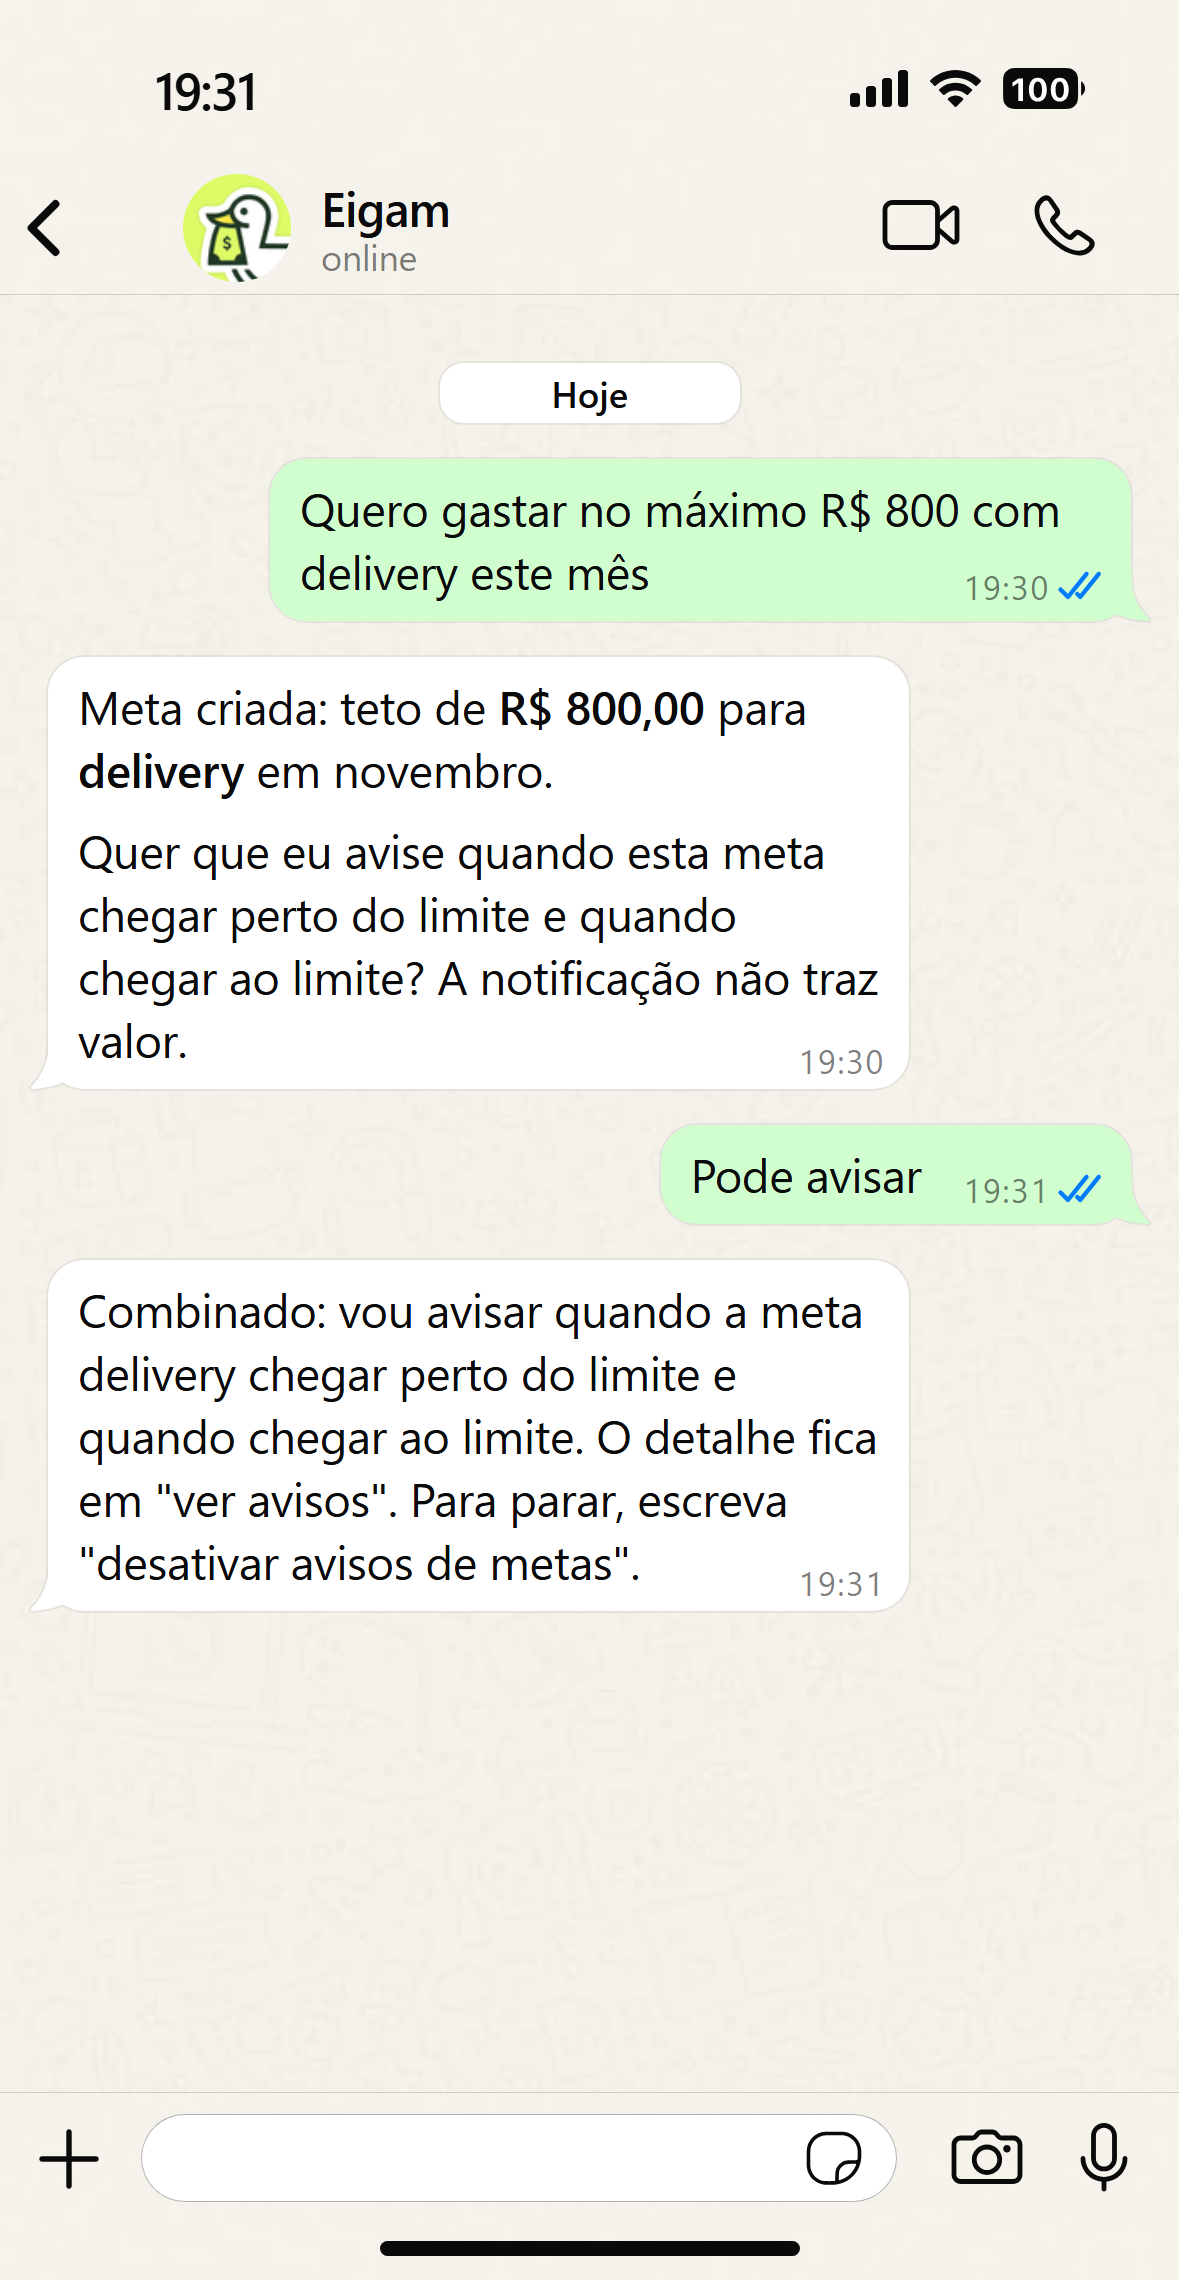 19:31
100
Eigam
online
$
Hoje
Quero gastar no máximo R$ 800 com
delivery este mês
19:30
Meta criada: teto de R$ 800,00 para
delivery em novembro.
Quer que eu avise quando esta meta
chegar perto do limite e quando
chegar ao limite? A notificação não traz
valor.
19:30
Pode avisar
19:31
Combinado: vou avisar quando a meta
delivery chegar perto do limite e
quando chegar ao limite. O detalhe fica
em "ver avisos". Para parar, escreva
"desativar avisos de metas".
19:31